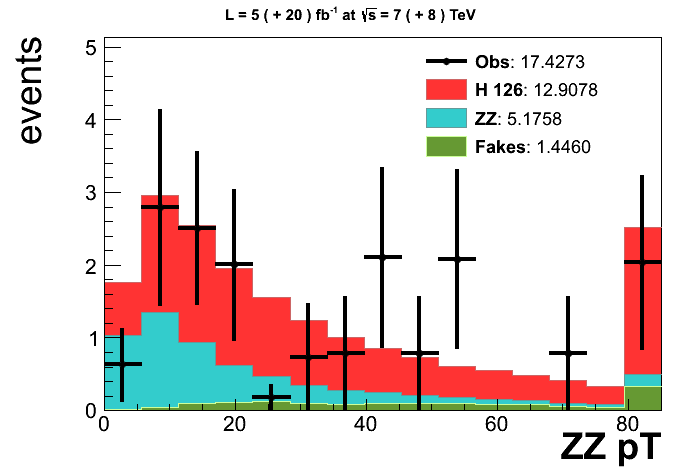 L = 5 ( + 20 ) fb⁻¹ at √s = 7 ( + 8 ) TeV
events
5
4
3
2
1
0
Obs: 17.4273
H 126: 12.9078
ZZ: 5.1758
Fakes: 1.4460
0 20 40 60 80
ZZ pT